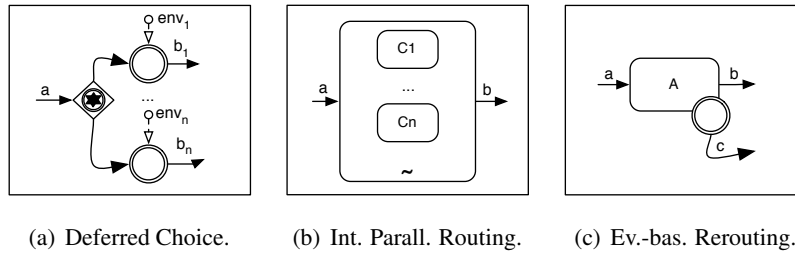 env1
b1
a
...
envn
bn
(a) Deferred Choice.
C1
a
...
b
Cn
~
(b) Int. Parall. Routing.
a
A
b
c
(c) Ev.-bas. Rerouting.